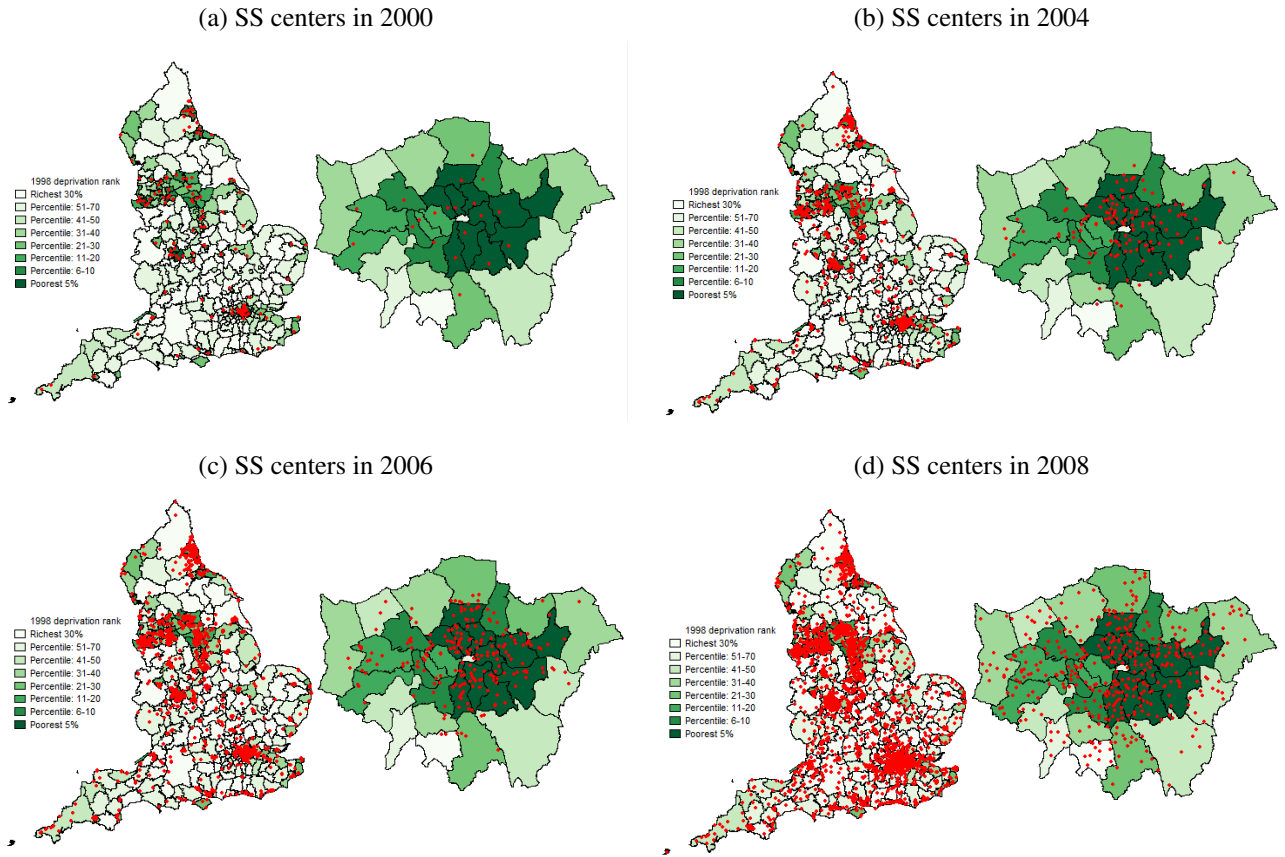 (a) SS centers in 2000
1998 deprivation rank
Richest 30%
Percentile: 51-70
Percentile: 41-50
Percentile: 31-40
Percentile: 21-30
Percentile: 11-20
Percentile: 6-10
Poorest 5%
(b) SS centers in 2004
1998 deprivation rank
Richest 30%
Percentile: 51-70
Percentile: 41-50
Percentile: 31-40
Percentile: 21-30
Percentile: 11-20
Percentile: 6-10
Poorest 5%
(c) SS centers in 2006
1998 deprivation rank
Richest 30%
Percentile: 51-70
Percentile: 41-50
Percentile: 31-40
Percentile: 21-30
Percentile: 11-20
Percentile: 6-10
Poorest 5%
(d) SS centers in 2008
1998 deprivation rank
Richest 30%
Percentile: 51-70
Percentile: 41-50
Percentile: 31-40
Percentile: 21-30
Percentile: 11-20
Percentile: 6-10
Poorest 5%